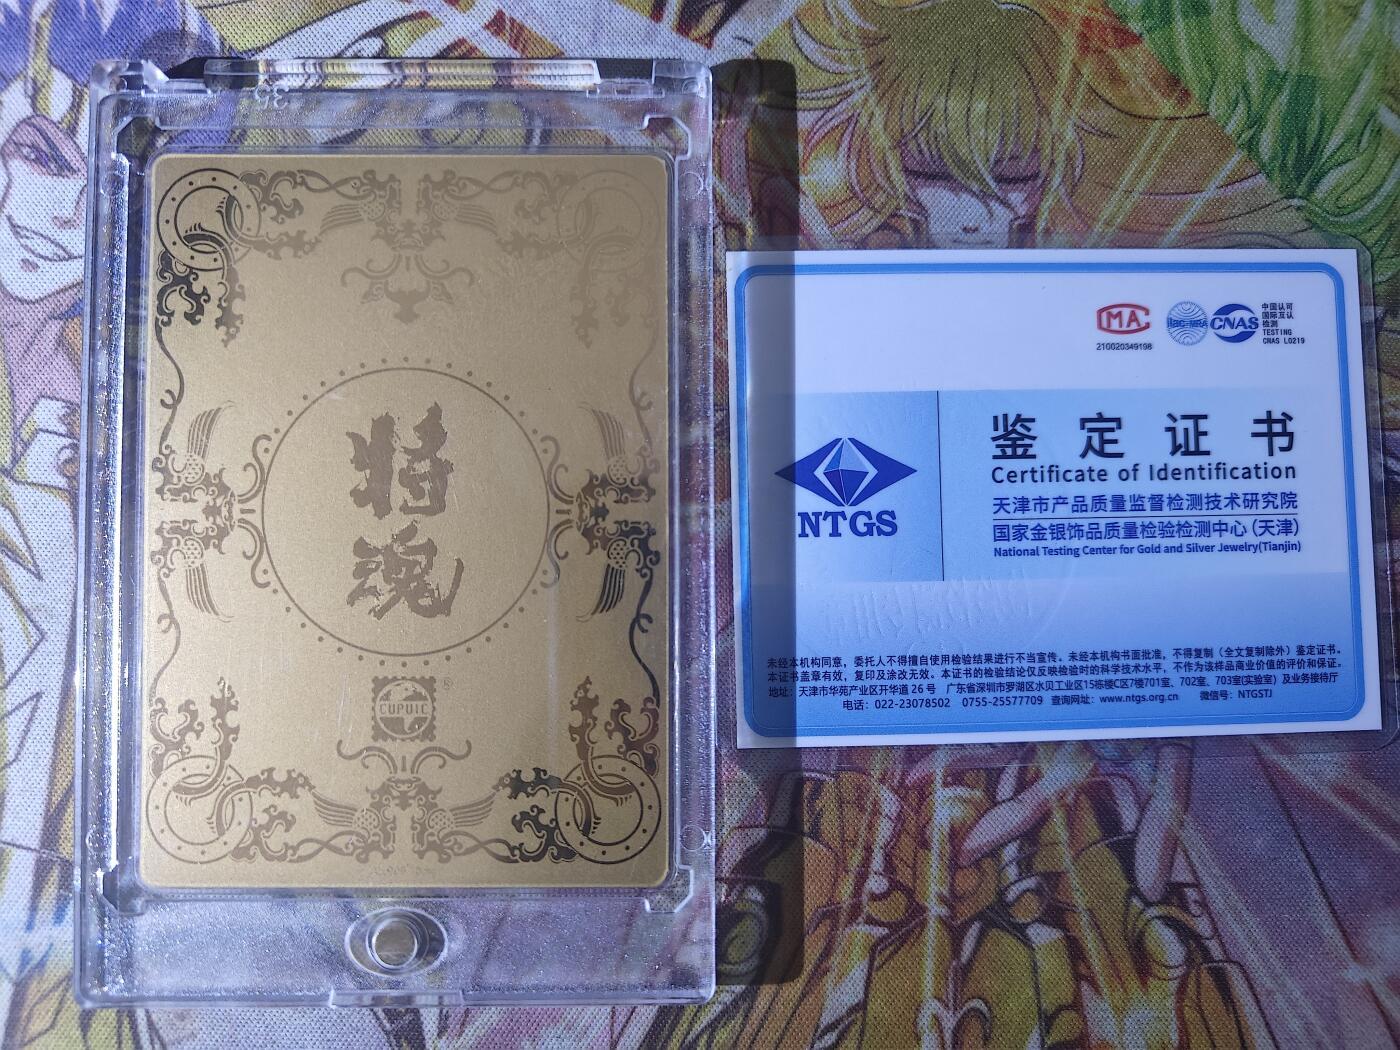 35
将
魂
CUPUIC
®
MA
210020349198
ilac-MRA
CNAS
中国认可
国际互认
检测
TESTING
CNAS L0219
NTGS
鉴定证书
Certificate of Identification
天津市产品质量监督检测技术研究院
国家金银饰品质量检验检测中心(天津)
National Testing Center for Gold and Silver Jewelry(Tianjin)
未经本机构同意,委托人不得擅自使用检验结果进行不当宣传。未经本机构书面批准,不得复制(全文复制除外)鉴定证书。
本证书盖章有效,复印及涂改无效。本证书的检验结论仅反映检验时的科学技术水平,不作为该样品商业价值的评价和保证。
地址:天津市华苑产业区开华道26号 广东省深圳市罗湖区水贝工业区15栋楼C区7楼701室、702室、703室(实验室)及业务接待厅
电话:022-23078502 0755-25577709 查询网址:www.ntgs.org.cn 微信号:NTGSTJ